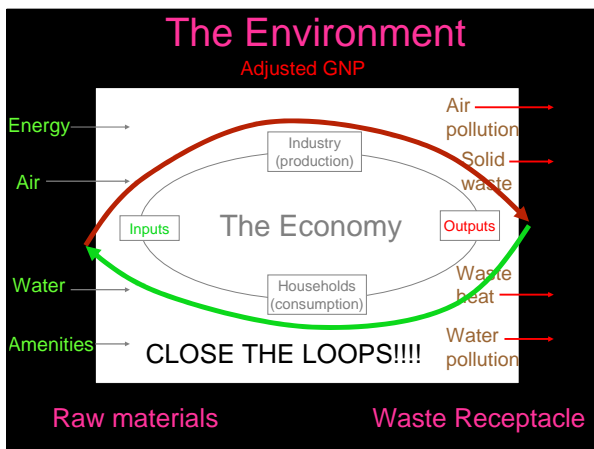 The Environment
Adjusted GNP
Energy
Air
Water
Amenities
Industry
(production)
Inputs
The Economy
Outputs
Households
(consumption)
Air
pollution
Solid
waste
Waste
heat
Water
pollution
CLOSE THE LOOPS!!!!
Raw materials
Waste Receptacle